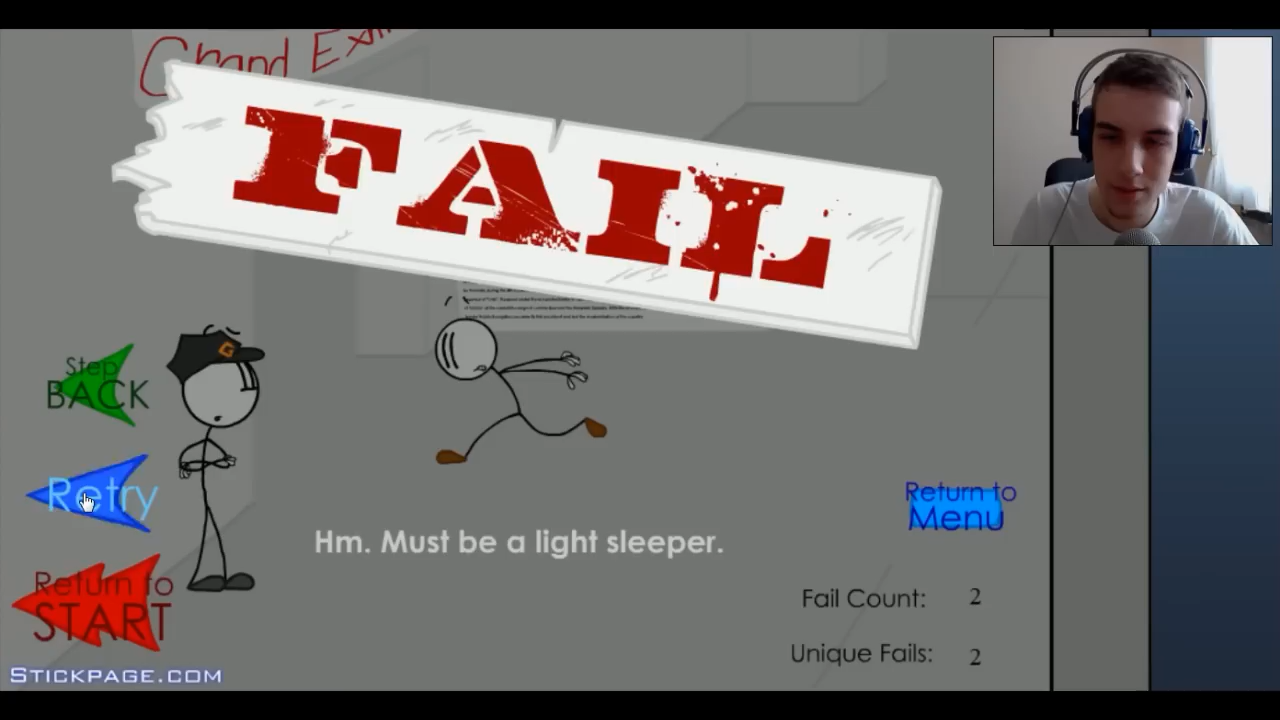 Grand
FAIL
Step
BACK
Retry
Return to
START
Hm. Must be a light sleeper.
Return to
Menu
Fail Count: 2
Unique Fails: 2
STICKPAGE.COM